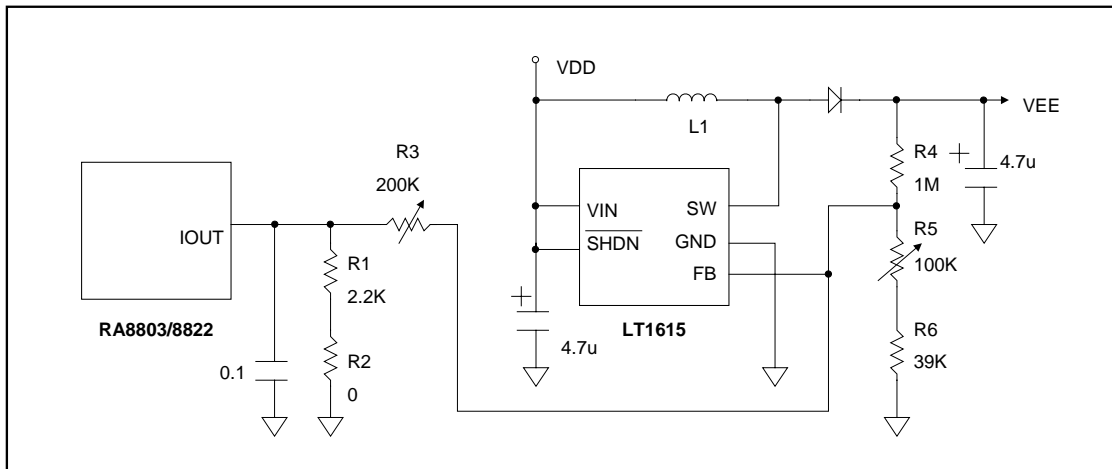 VDD
VEE
L1
R3
200K
R4
1M
4.7u
IOUT
VIN
SW
SHDN
GND
FB
R5
100K
R1
2.2K
RA8803/8822
LT1615
4.7u
R2
0
0.1
R6
39K